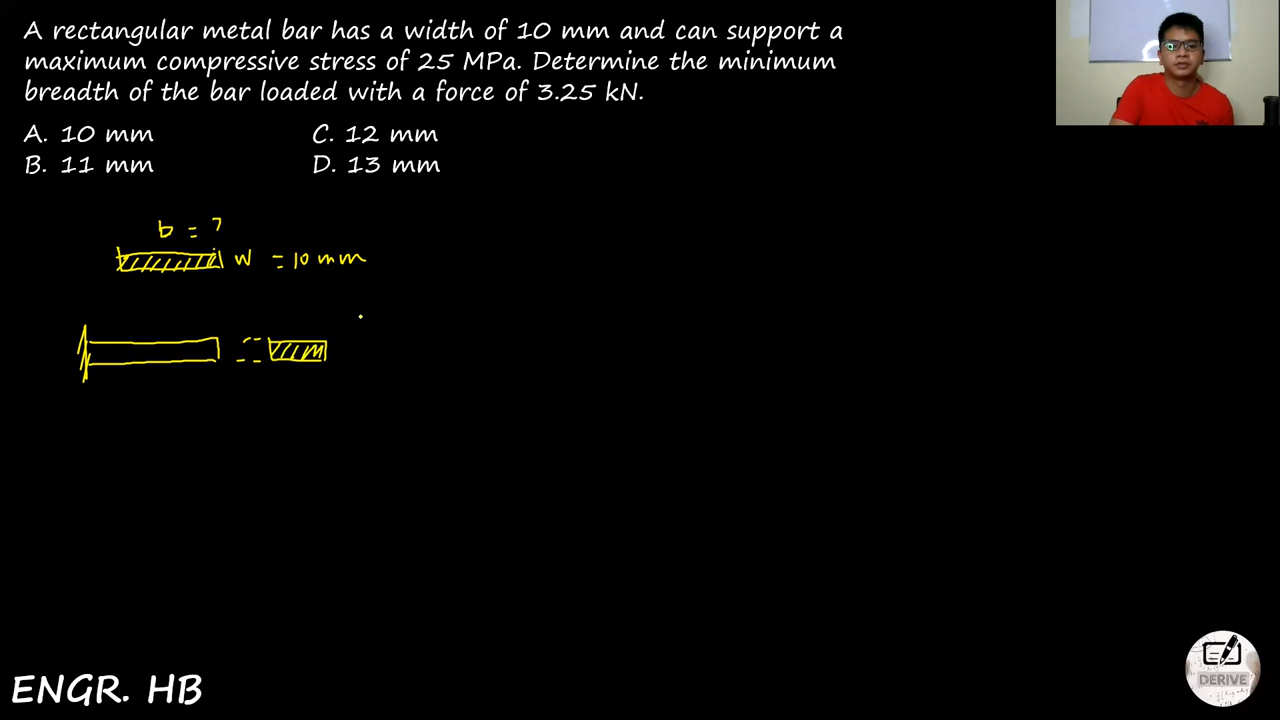 A rectangular metal bar has a width of 10 mm and can support a
maximum compressive stress of 25 MPa. Determine the minimum
breadth of the bar loaded with a force of 3.25 kN.
A. 10 mm C. 12 mm
B. 11 mm D. 13 mm
b = ?
w = 10 mm
ENGR. HB
DERIVE